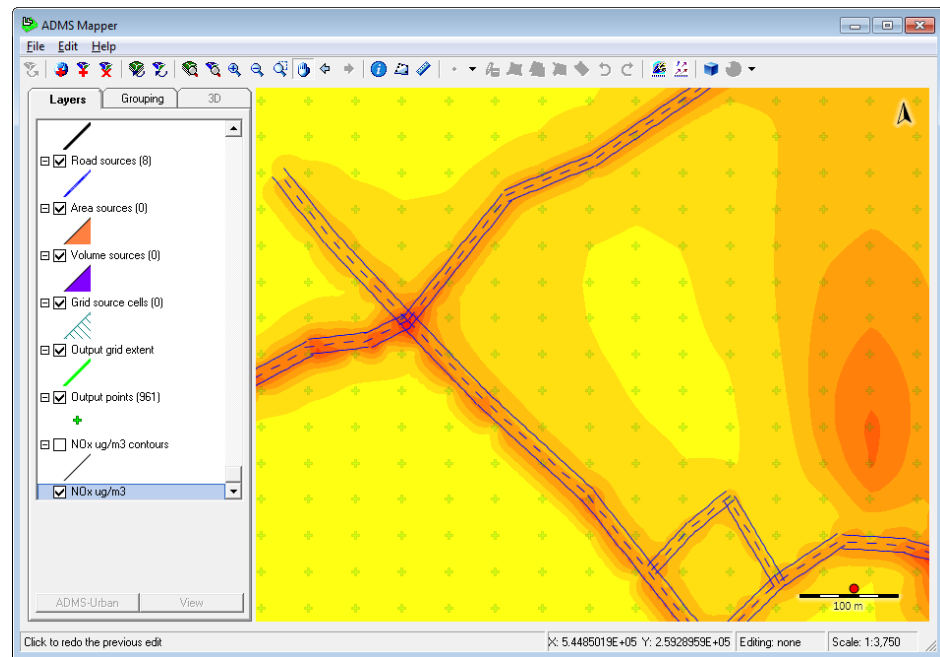 ADMS Mapper
File Edit Help
Layers Grouping 3D
Road sources (8)
Area sources (0)
Volume sources (0)
Grid source cells (0)
Output grid extent
Output points (961)
NOx ug/m3 contours
NOx ug/m3
ADMS-Urban View
100 m
Click to redo the previous edit X: 5.4485019E+05 Y: 2.5928959E+05 Editing: none Scale: 1:3,750